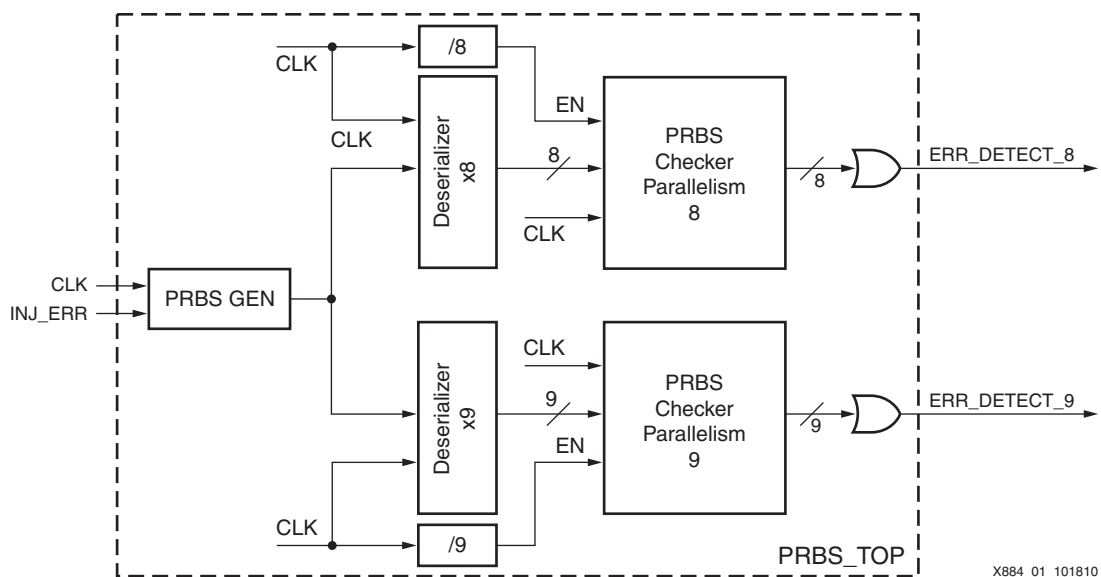 /8
CLK
EN
CLK
Deserializer
x8
8
PRBS
Checker
Parallelism
8
8
ERR_DETECT_8
CLK
CLK
INJ_ERR
PRBS GEN
Deserializer
x9
CLK
9
EN
PRBS
Checker
Parallelism
9
9
ERR_DETECT_9
CLK
/9
PRBS_TOP
X884_01_101810